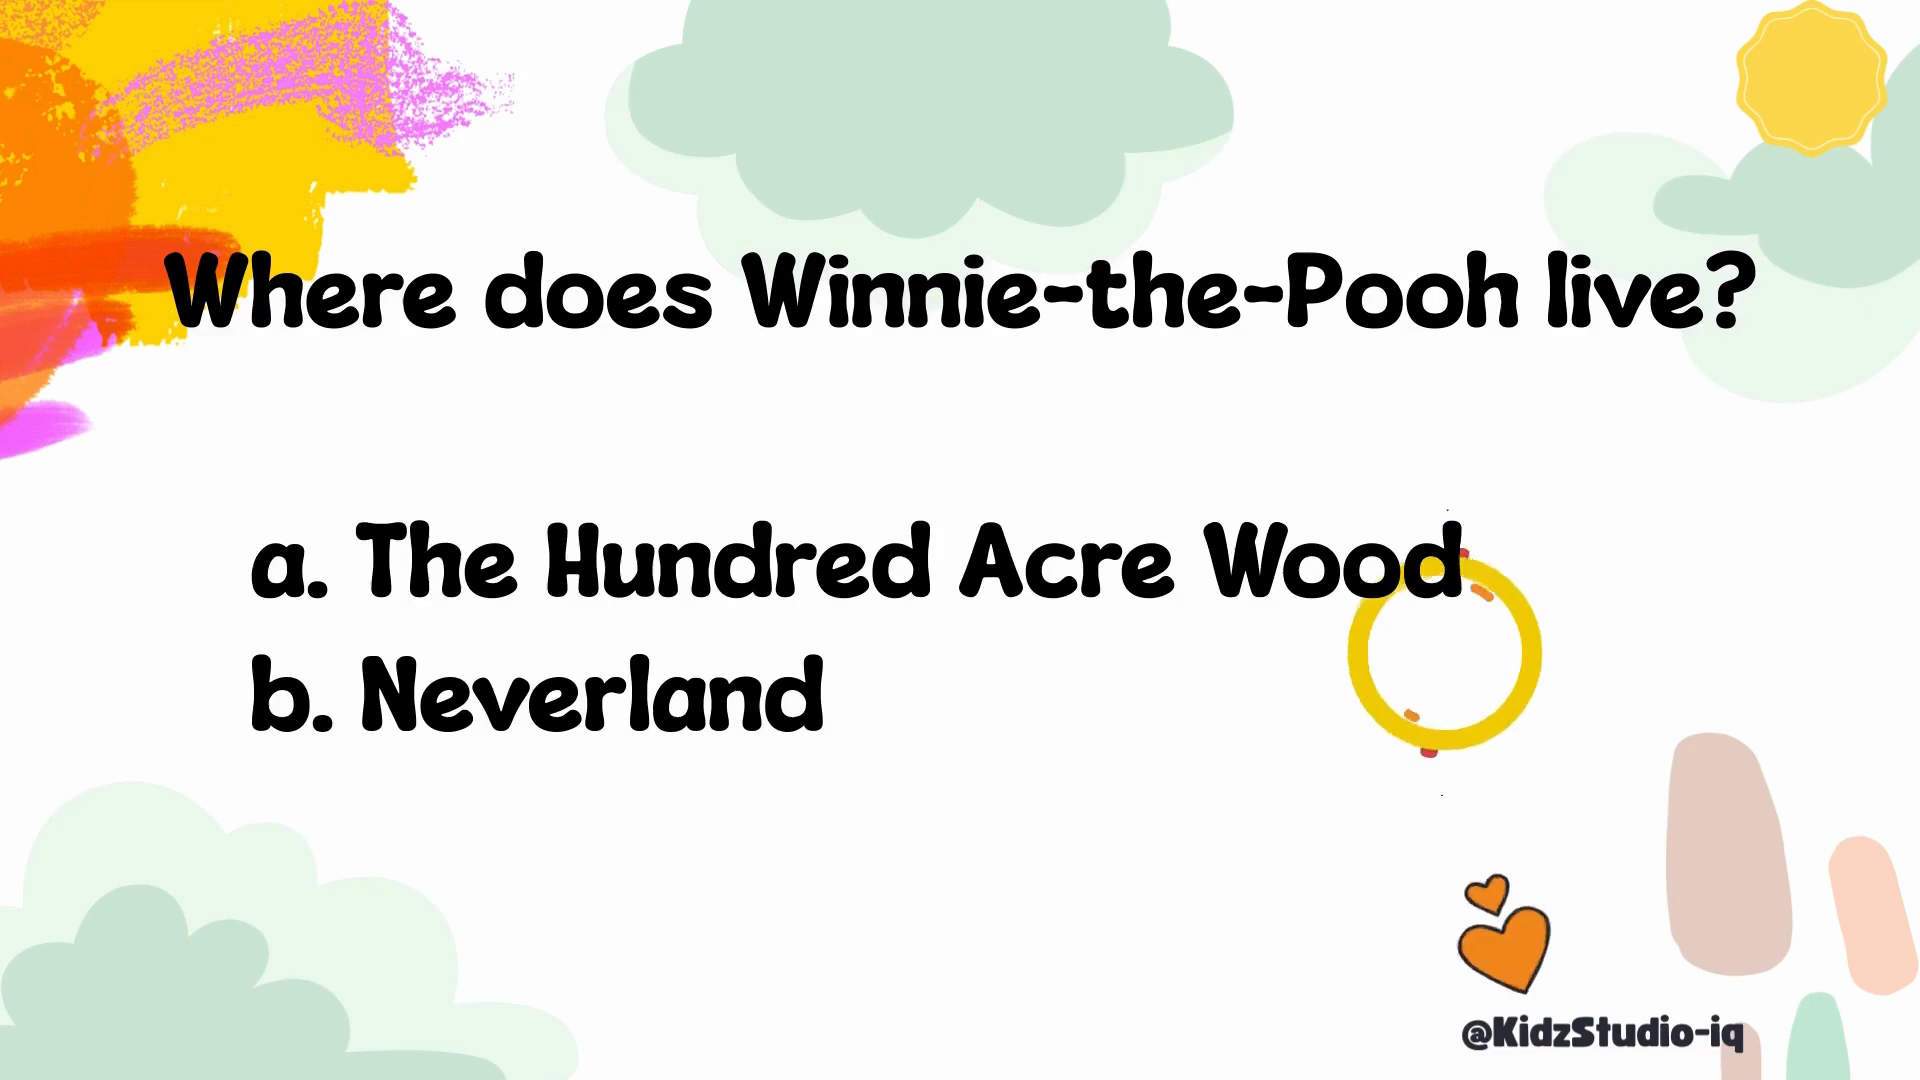 Where does Winnie-the-Pooh live?
a. The Hundred Acre Wood
b. Neverland
@KidzStudio-iq